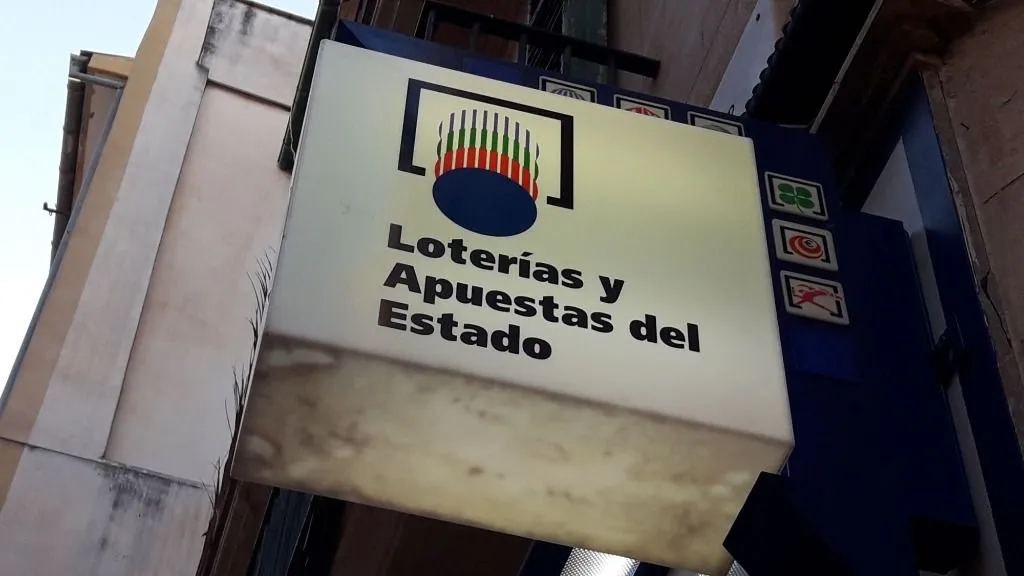 Loterías y
Apuestas del
Estado